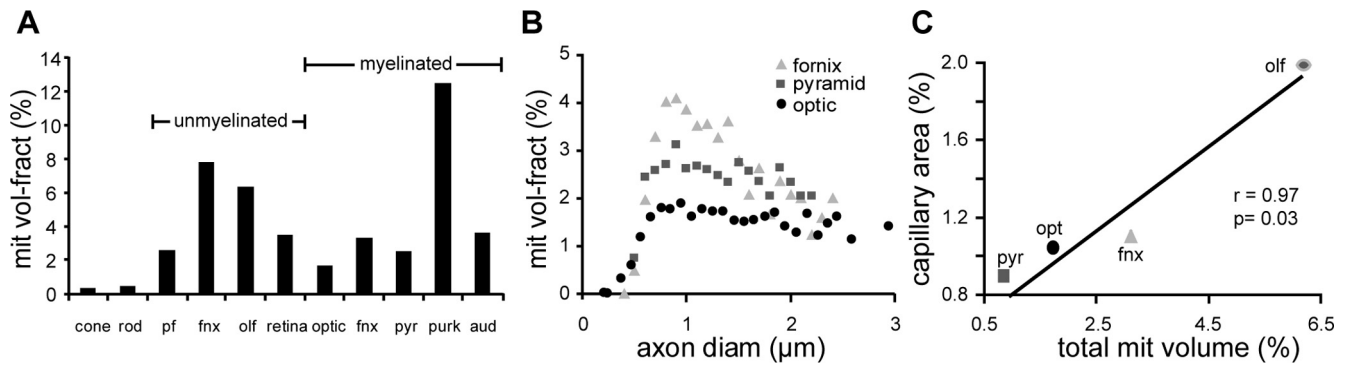 A
mit vol-fract (%)
14
12
10
8
6
4
2
0
unmyelinated
myelinated
cone rod pf fnx olf retina optic fnx pyr purk aud
B
mit vol-fract (%)
5
4
3
2
1
0
fornix
pyramid
optic
0 1 2 3
axon diam (µm)
C
capillary area (%)
2.0
1.6
1.2
0.8
olf
r = 0.97
p= 0.03
opt
pyr
fnx
0.5 2.5 4.5 6.5
total mit volume (%)